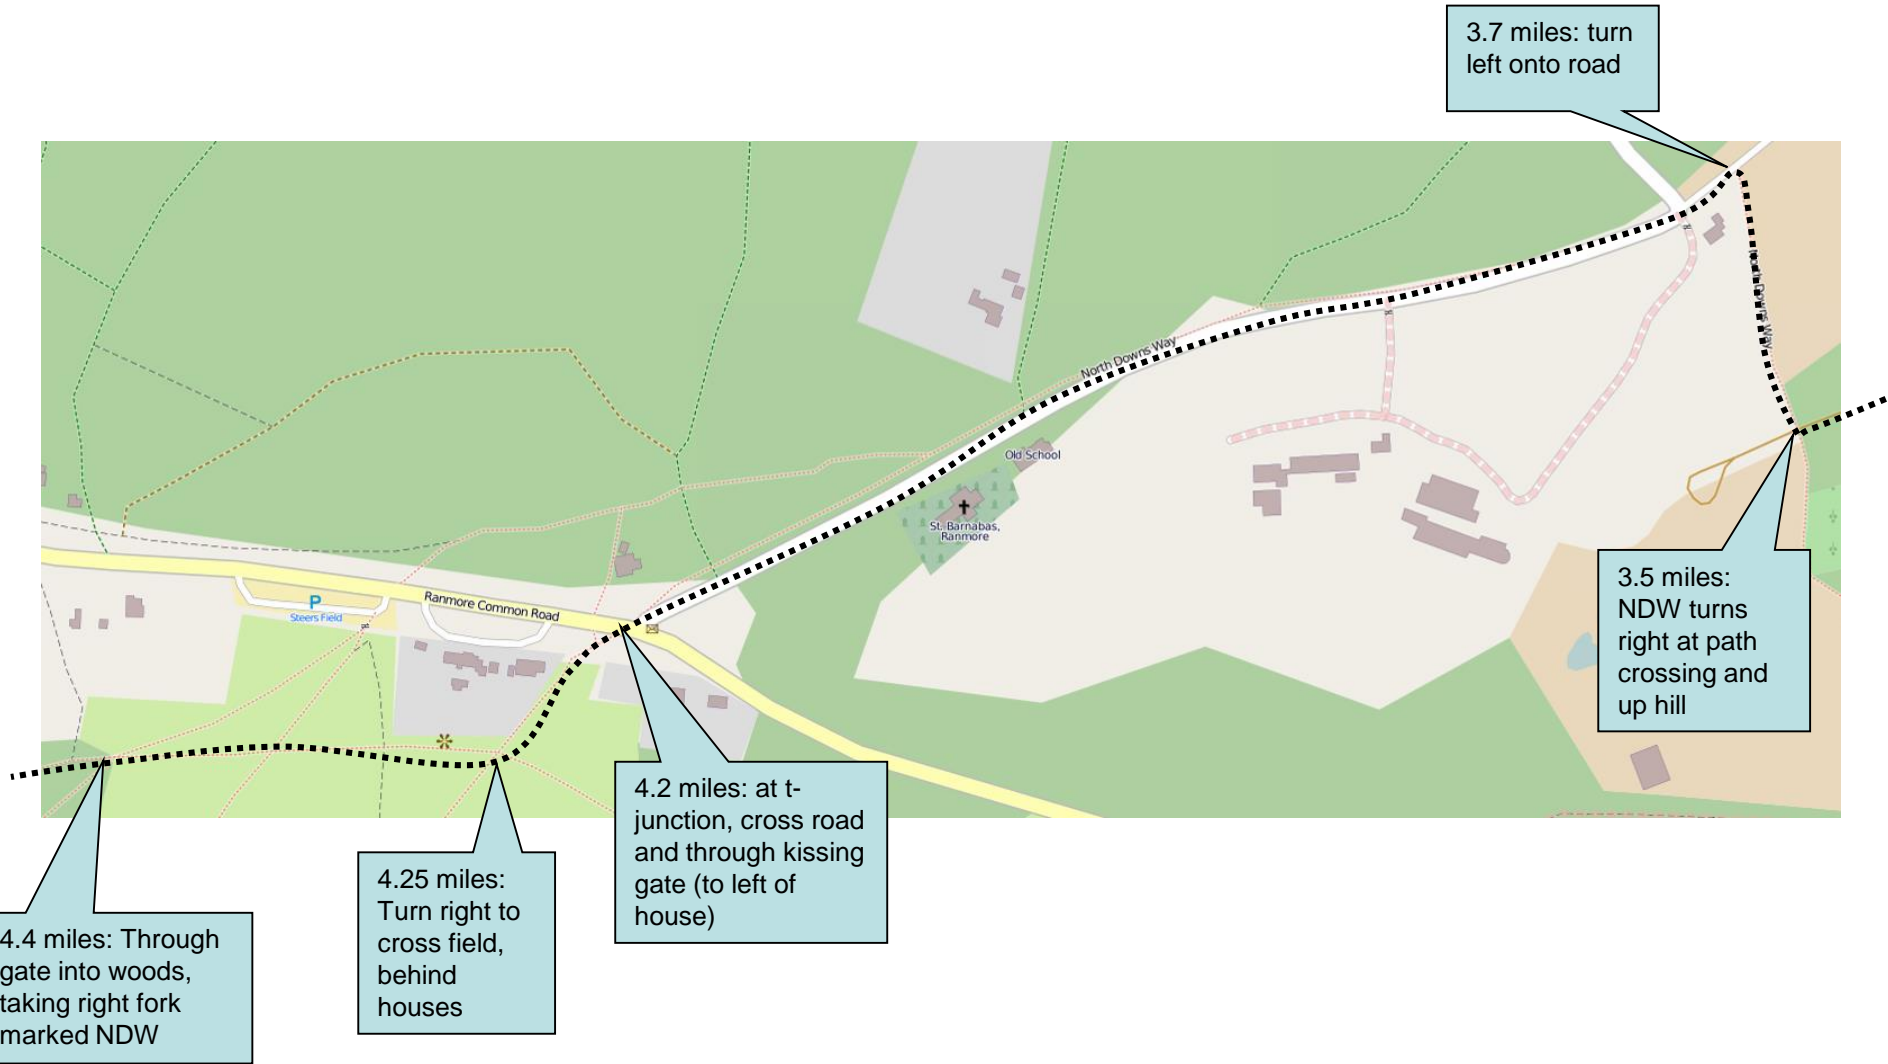 3.7 miles: turn
left onto road
North Downs Way
North Downs Way
Old School
St. Barnabas,
Ranmore
Ranmore Common Road
P
Steers Field
3.5 miles:
NDW turns
right at path
crossing and
up hill
4.2 miles: at t-
junction, cross road
and through kissing
gate (to left of
house)
4.25 miles:
Turn right to
cross field,
behind
houses
4.4 miles: Through
gate into woods,
taking right fork
marked NDW